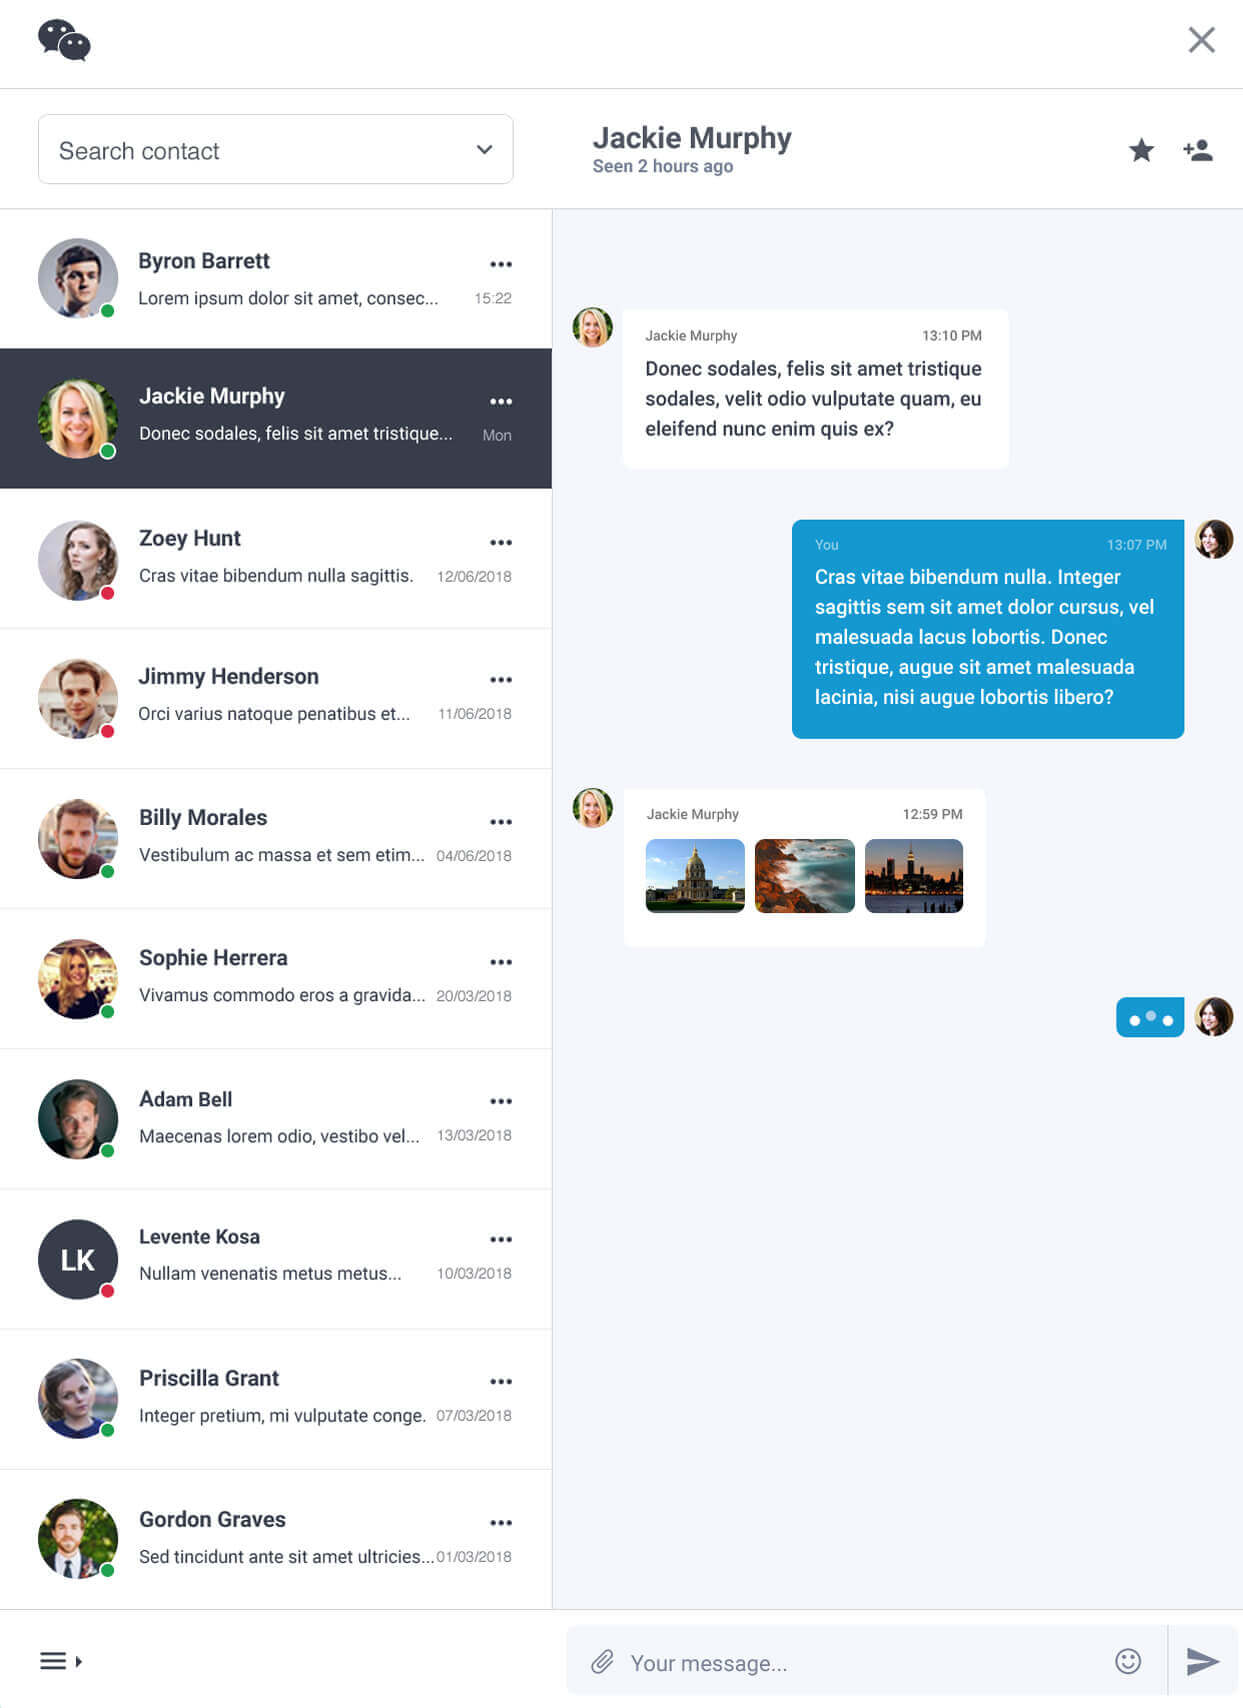 Search contact
Jackie Murphy
Seen 2 hours ago
Byron Barrett
Lorem ipsum dolor sit amet, consec... 15:22
Jackie Murphy
Donec sodales, felis sit amet tristique... Mon
Zoey Hunt
Cras vitae bibendum nulla sagittis. 12/06/2018
Jimmy Henderson
Orci varius natoque penatibus et... 11/06/2018
Billy Morales
Vestibulum ac massa et sem etim... 04/06/2018
Sophie Herrera
Vivamus commodo eros a gravida... 20/03/2018
Adam Bell
Maecenas lorem odio, vestibo vel... 13/03/2018
LK
Levente Kosa
Nullam venenatis metus metus... 10/03/2018
Priscilla Grant
Integer pretium, mi vulputate conge. 07/03/2018
Gordon Graves
Sed tincidunt ante sit amet ultricies... 01/03/2018
Jackie Murphy 13:10 PM
Donec sodales, felis sit amet tristique
sodales, velit odio vulputate quam, eu
eleifend nunc enim quis ex?
You 13:07 PM
Cras vitae bibendum nulla. Integer
sagittis sem sit amet dolor cursus, vel
malesuada lacus lobortis. Donec
tristique, augue sit amet malesuada
lacinia, nisi augue lobortis libero?
Jackie Murphy 12:59 PM
Your message...